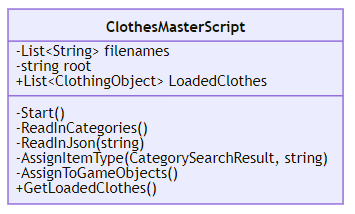 ClothesMasterScript
-List<String> filenames
-string root
+List<ClothingObject> LoadedClothes
-Start()
-ReadInCategories()
-ReadInJson(string)
-AssignItemType(CategorySearchResult, string)
-AssignToGameObjects()
+GetLoadedClothes()